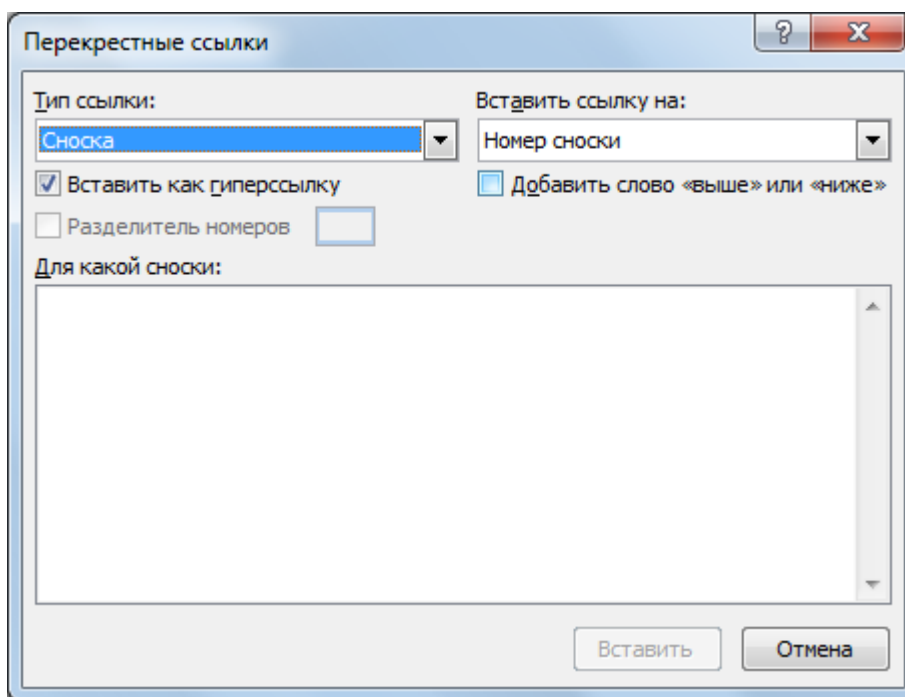 Перекрестные ссылки
Тип ссылки:
Вставить ссылку на:
Сноска
Номер сноски
Вставить как гиперссылку
Добавить слово «выше» или «ниже»
Разделитель номеров
Для какой сноски:
Вставить
Отмена